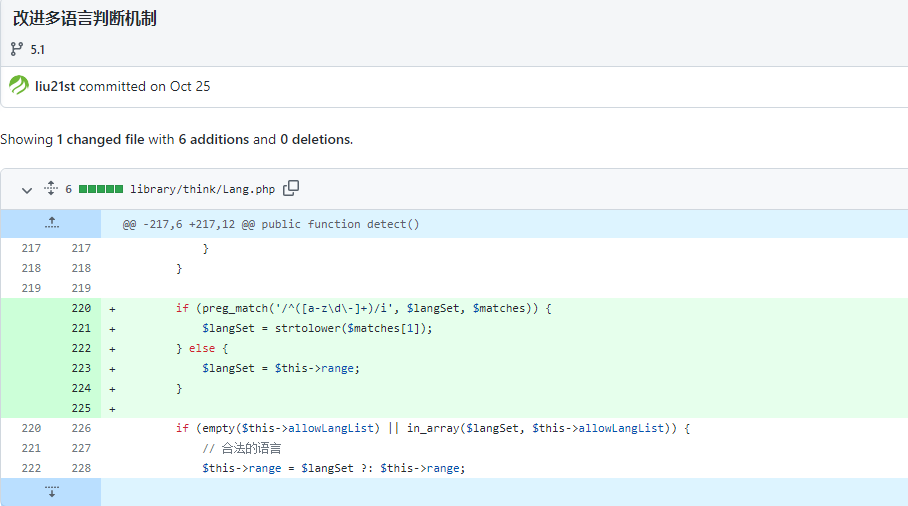 改进多语言判断机制
5.1
liu21st committed on Oct 25
Showing 1 changed file with 6 additions and 0 deletions.
6 library/think/Lang.php
@@ -217,6 +217,12 @@ public function detect()
217 217 }
218 218 }
219 219
220 + if (preg_match('/^([a-z\d\-]+)/i', $langSet, $matches)) {
221 + $langSet = strtolower($matches[1]);
222 + } else {
223 + $langSet = $this->range;
224 + }
225 +
220 226 if (empty($this->allowLangList) || in_array($langSet, $this->allowLangList)) {
221 227 // 合法的语言
222 228 $this->range = $langSet ?: $this->range;